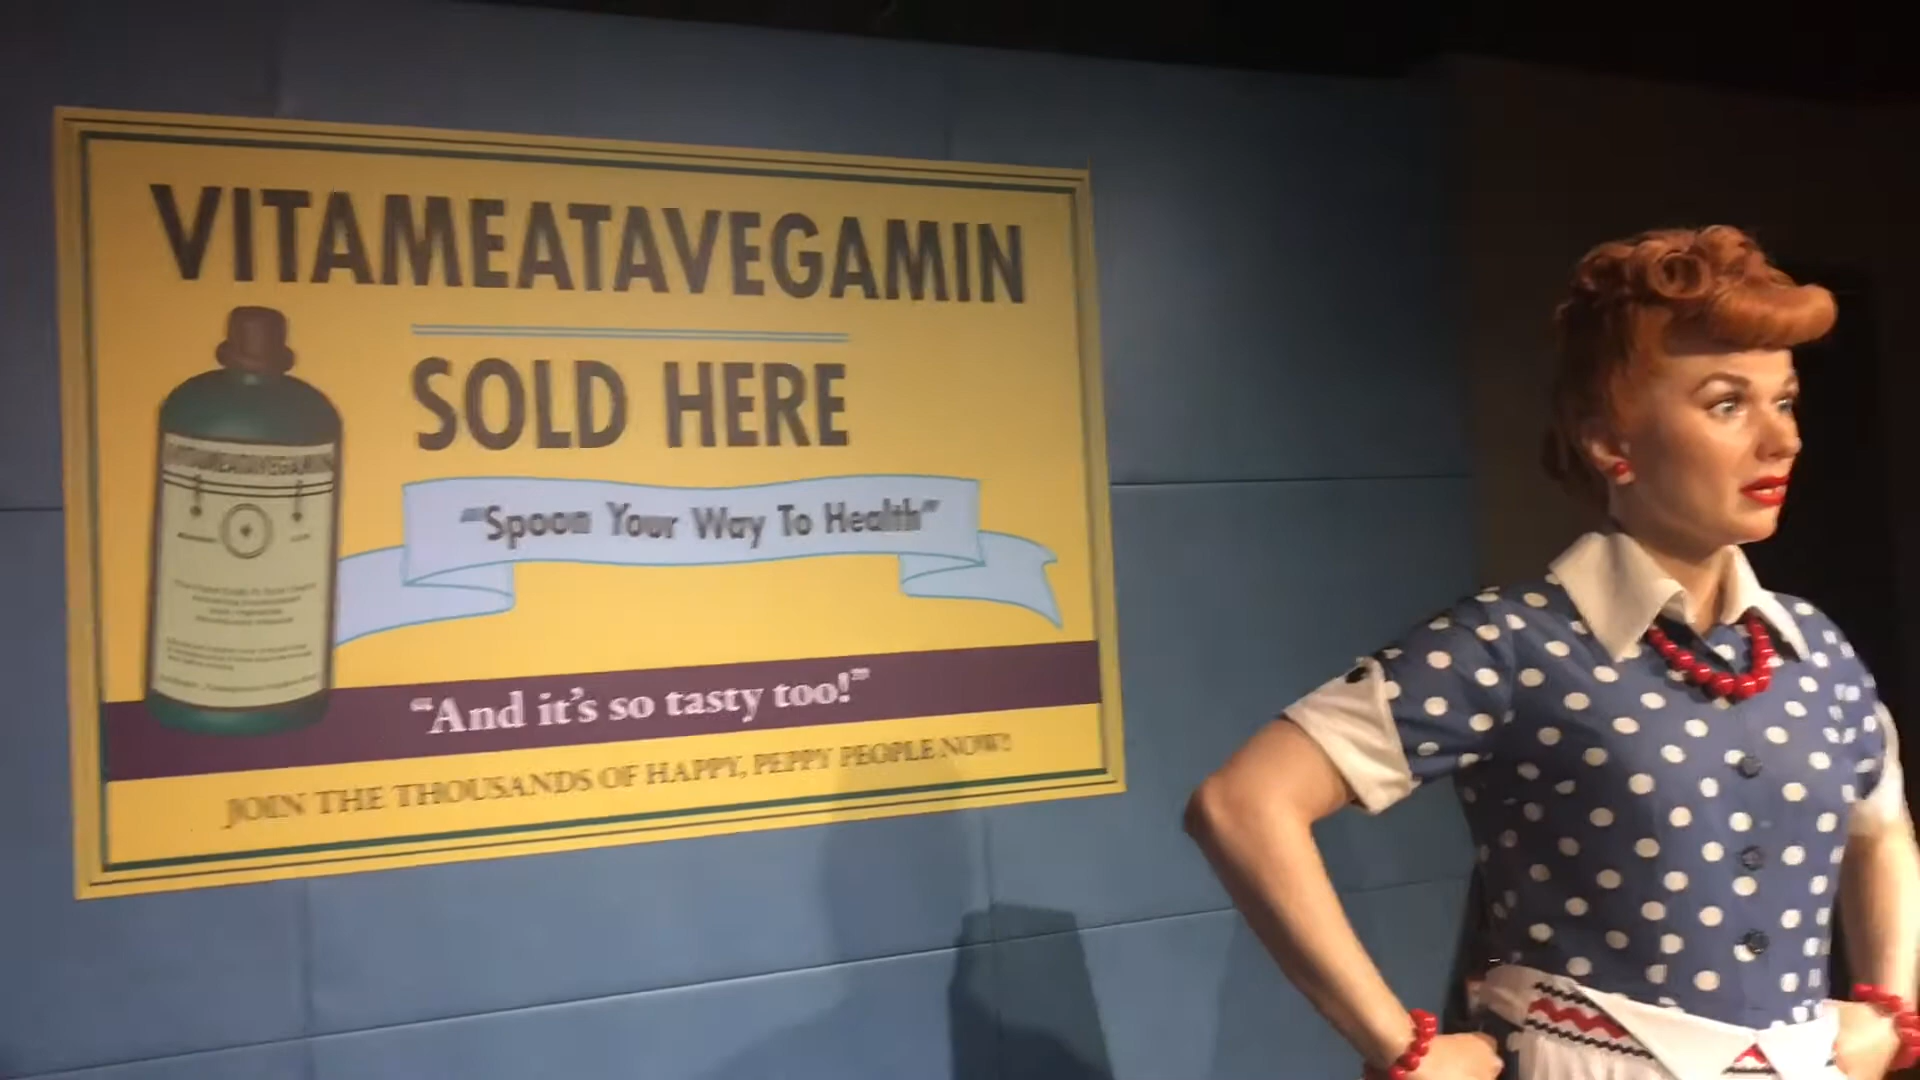 VITAMEATAVEGAMIN
SOLD HERE
"Spoon Your Way To Health"
VITAMEATAVEGAMIN
"And it's so tasty too!"
JOIN THE THOUSANDS OF HAPPY, PEPPY PEOPLE NOW!